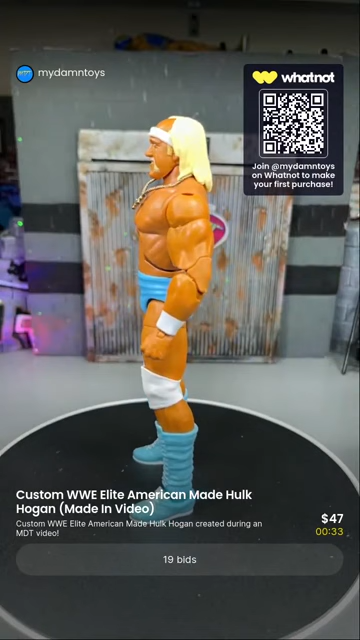 mydamntoys
whatnot
Join @mydamntoys
on Whatnot to make
your first purchase!
Custom WWE Elite American Made Hulk
Hogan (Made In Video)
Custom WWE Elite American Made Hulk Hogan created during an
MDT video!
$47
00:33
19 bids